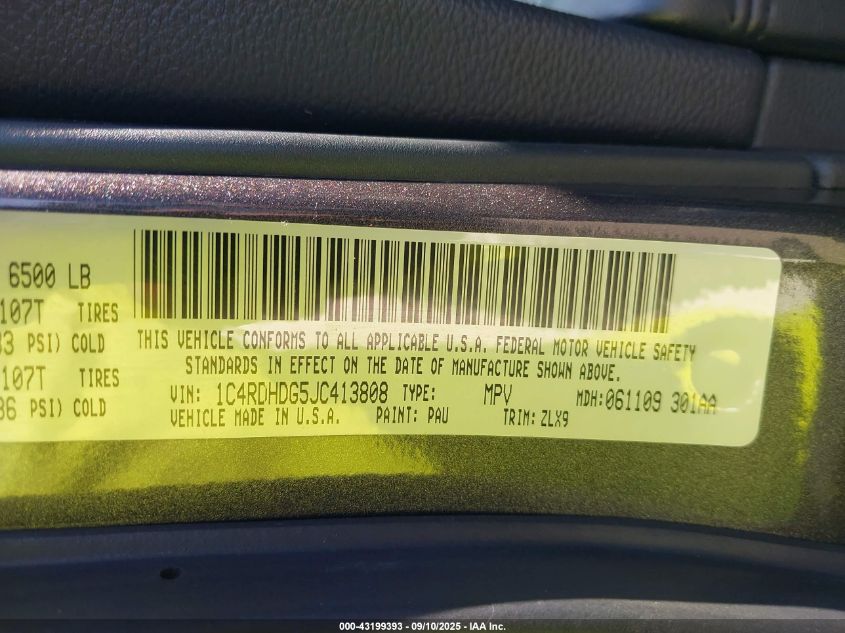 6500 LB
107T TIRES
33 PSI) COLD
107T TIRES
36 PSI) COLD
THIS VEHICLE CONFORMS TO ALL APPLICABLE U.S.A. FEDERAL MOTOR VEHICLE SAFETY
STANDARDS IN EFFECT ON THE DATE OF MANUFACTURE SHOWN ABOVE.
VIN: 1C4RDHDG5JC413808 TYPE: MPV MDH:061109 301AA
VEHICLE MADE IN U.S.A. PAINT: PAU TRIM: ZLX9
000-43199393 - 09/10/2025 - IAA Inc.